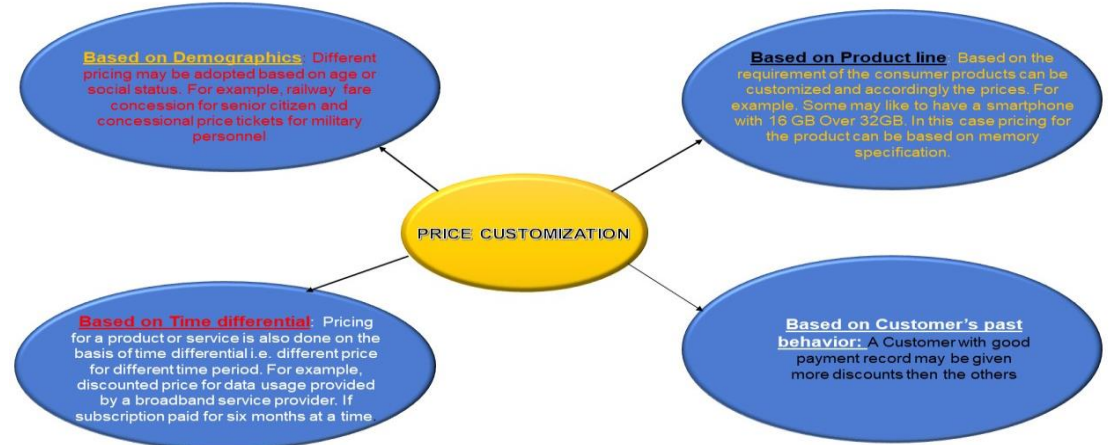 Based on Demographics: Different
pricing may be adopted based on age or
social status. For example, railway fare
concession for senior citizen and
concessional price tickets for military
personnel
Based on Product line: Based on the
requirement of the consumer products can be
customized and accordingly the prices. For
example. Some may like to have a smartphone
with 16 GB Over 32GB. In this case pricing for
the product can be based on memory
specification.
PRICE CUSTOMIZATION
Based on Time differential: Pricing
for a product or service is also done on the
basis of time differential i.e. different price
for different time period. For example,
discounted price for data usage provided
by a broadband service provider. If
subscription paid for six months at a time.
Based on Customer's past
behavior: A Customer with good
payment record may be given
more discounts then the others